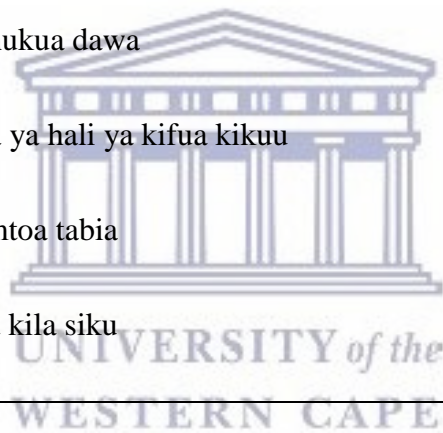 ukua dawa
ya hali ya kifua kikuu
ntoa tabia
kila siku
UNIVERSITY of the
WESTERN CAPE